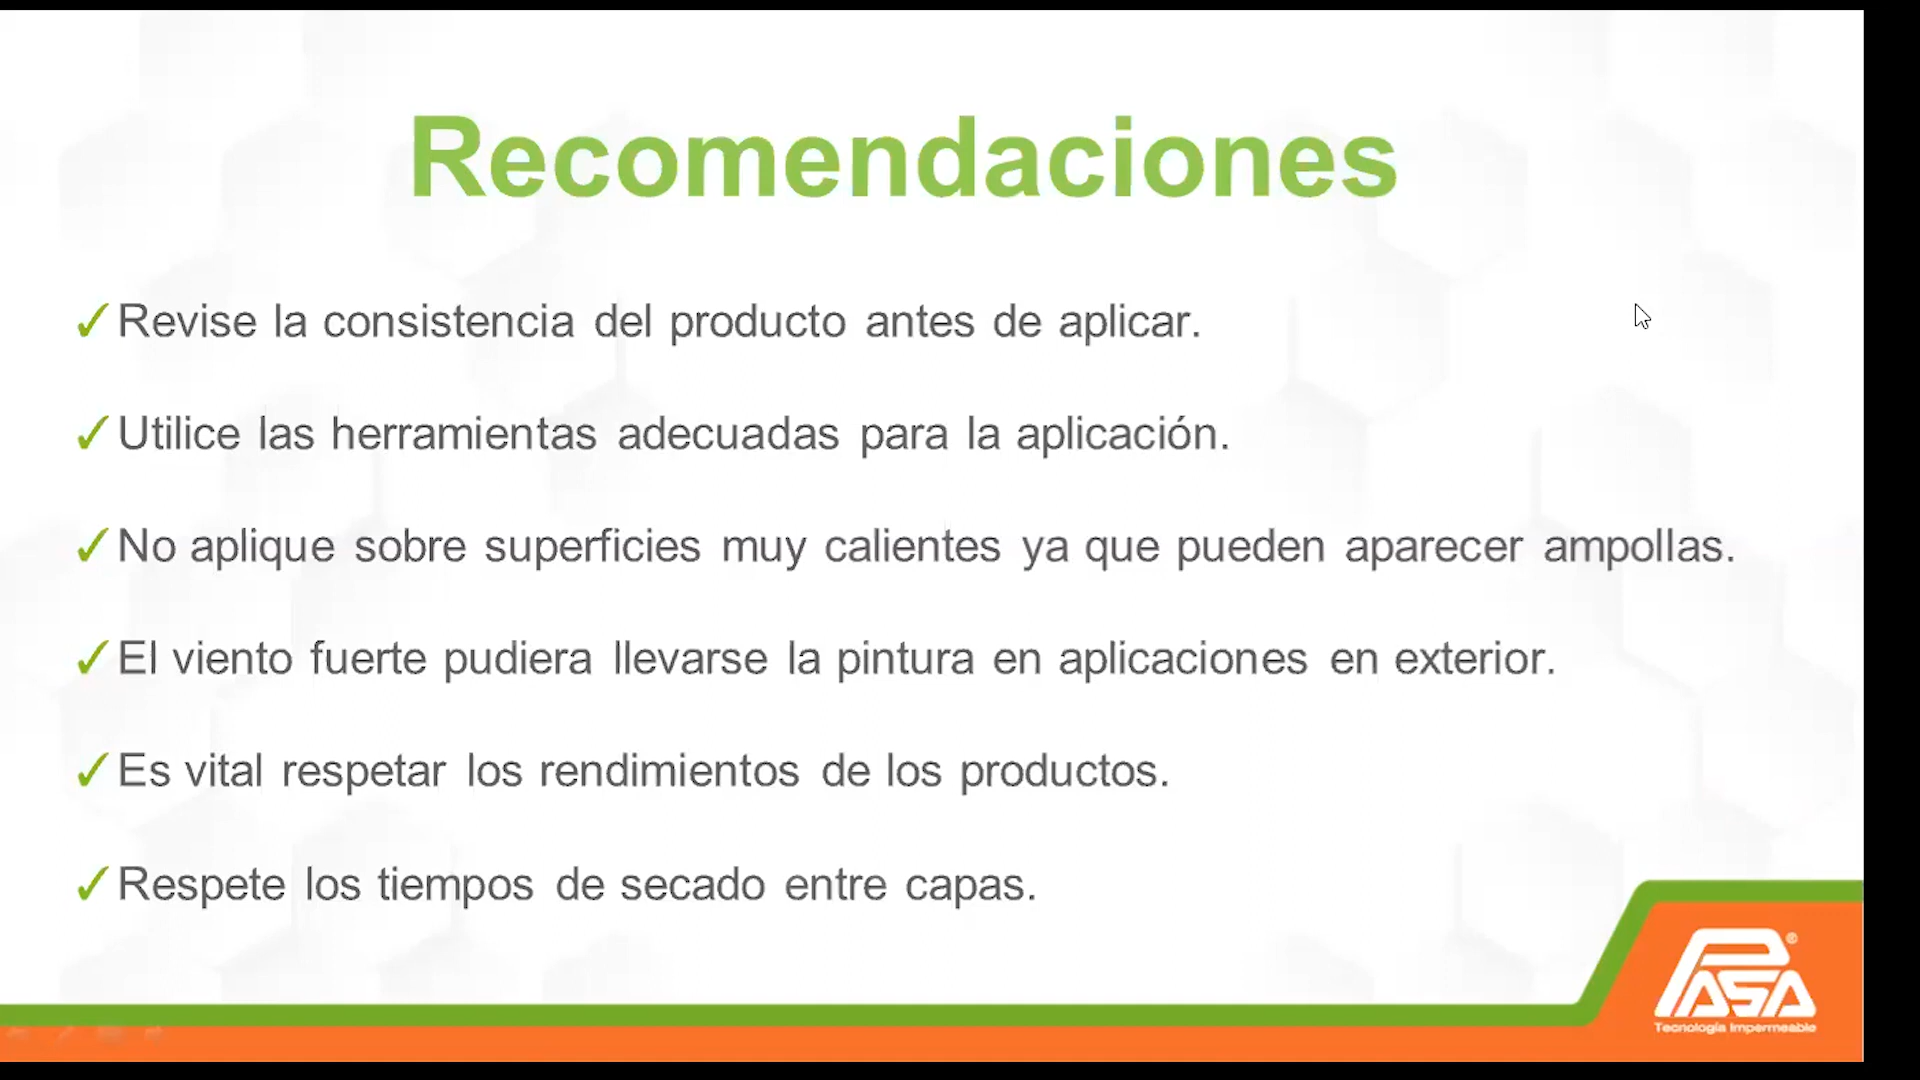 Recomendaciones
✓Revise la consistencia del producto antes de aplicar.
✓Utilice las herramientas adecuadas para la aplicación.
✓No aplique sobre superficies muy calientes ya que pueden aparecer ampollas.
✓El viento fuerte pudiera llevarse la pintura en aplicaciones en exterior.
✓Es vital respetar los rendimientos de los productos.
✓Respete los tiempos de secado entre capas.
PASA®
Tecnología Impermeable